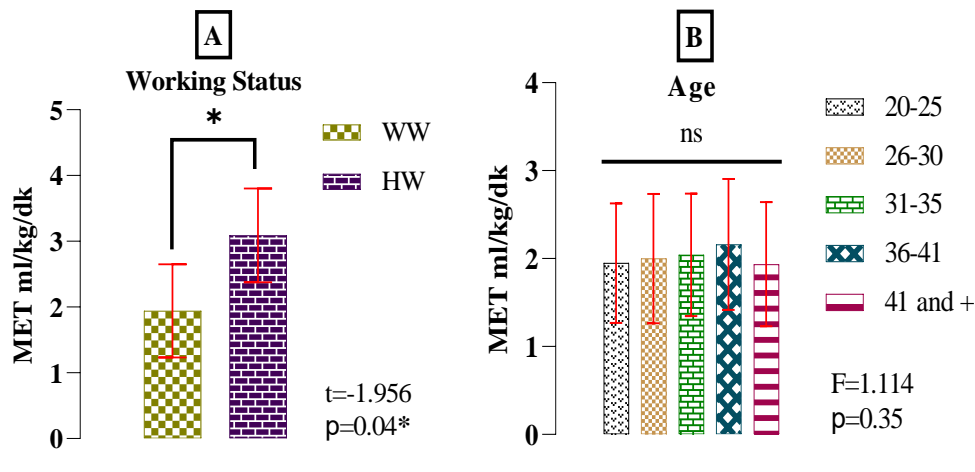 A
Working Status
MET ml/kg/dk
5
4
3
2
1
0
*
WW
HW
t=-1.956
p=0.04*
B
Age
MET ml/kg/dk
4
3
2
1
0
ns
20-25
26-30
31-35
36-41
41 and +
F=1.114
p=0.35